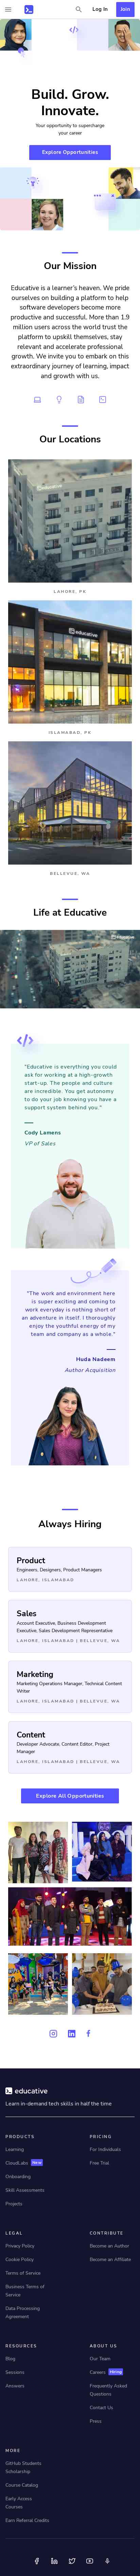 Log In
Join
Build. Grow.
Innovate.
Your opportunity to supercharge
your career
Explore Opportunities
Our Mission
Educative is a learner's heaven. We pride
ourselves on building a platform to help
software developers become more
productive and successful. More than 1.9
million users have used our text-first
platform to upskill themselves, stay
relevant and accelerate professional
growth. We invite you to be an early
extraordinary journey of learning, impact
and growth with us.
Our Locations
educative
LAHORE, PK
educative
ISLAMABAD, PK
BELLEVUE, WA
Life at Educative
educative
"Educative is everything you could
ask for working at a high-growth
start-up. The people and culture
are incredible. You get autonomy
to do your job knowing you have a
support system behind you."
Cody Lamens
VP of Sales
"The work and environment here
is super exciting and coming to
work everyday is nothing short of
an adventure in itself. I thoroughly
enjoy the youthful energy of my
team and company as a whole."
Huda Nadeem
Author Acquisition
Always Hiring
Product
Engineers, Designers, Product Managers
LAHORE, ISLAMABAD
Sales
Account Executive, Business Development
Executive, Sales Development Representative
LAHORE, ISLAMABAD | BELLEVUE, WA
Marketing
Marketing Operations Manager, Technical Content
Writer
LAHORE, ISLAMABAD | BELLEVUE, WA
Content
Developer Advocate, Content Editor, Project
Manager
LAHORE, ISLAMABAD | BELLEVUE, WA
Explore All Opportunities
educative
Learn in-demand tech skills in half the time
PRODUCTS
Learning
CloudLabs New
Onboarding
Skill Assessments
Projects
PRICING
For Individuals
Free Trial
LEGAL
Privacy Policy
Cookie Policy
Terms of Service
Business Terms of
Service
Data Processing
Agreement
CONTRIBUTE
Become an Author
Become an Affiliate
RESOURCES
Blog
Sessions
Answers
ABOUT US
Our Team
Careers Hiring
Frequently Asked
Questions
Contact Us
Press
MORE
GitHub Students
Scholarship
Course Catalog
Early Access
Courses
Earn Referral Credits